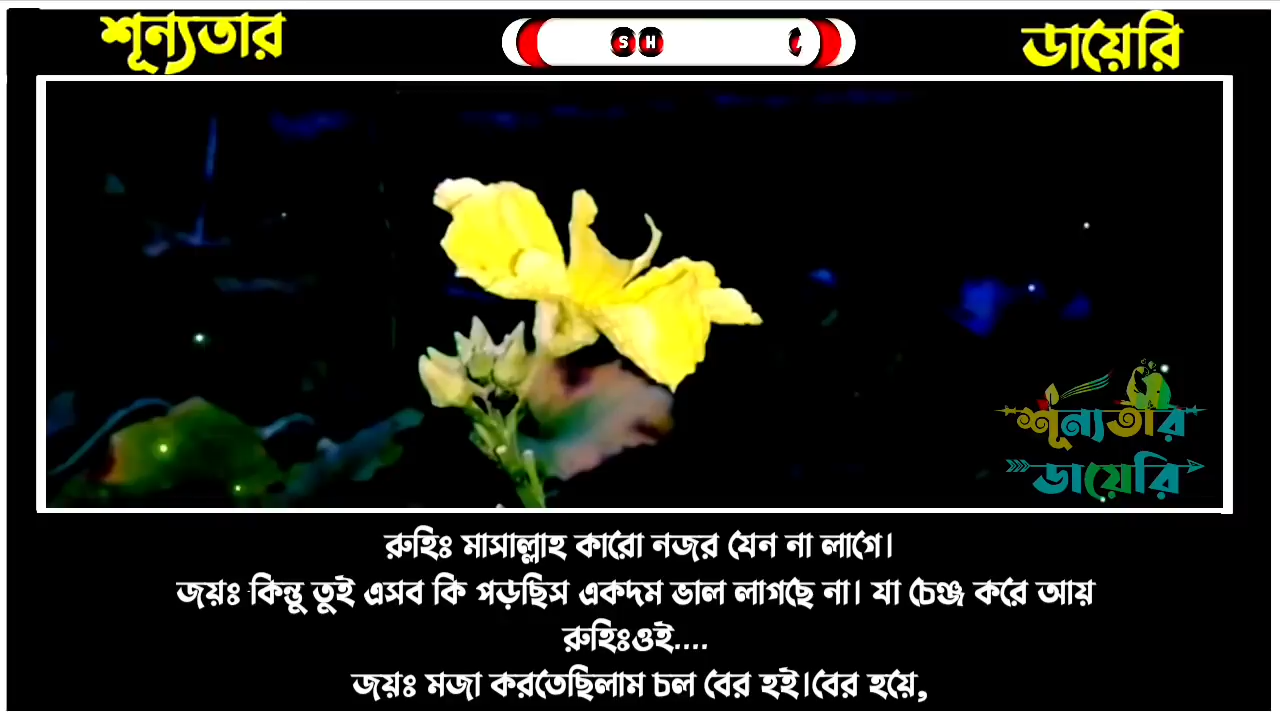 শূন্যতার
S H
ডায়েরি
শূন্যতার
ডায়েরি
রুহিঃ মাসাল্লাহ কারো নজর যেন না লাগে।
জয়ঃ কিন্তু তুই এসব কি পড়ছিস একদম ভাল লাগছে না। যা চেঞ্জ করে আয়
রুহিঃওই....
জয়ঃ মজা করতেছিলাম চল বের হই।বের হয়ে,